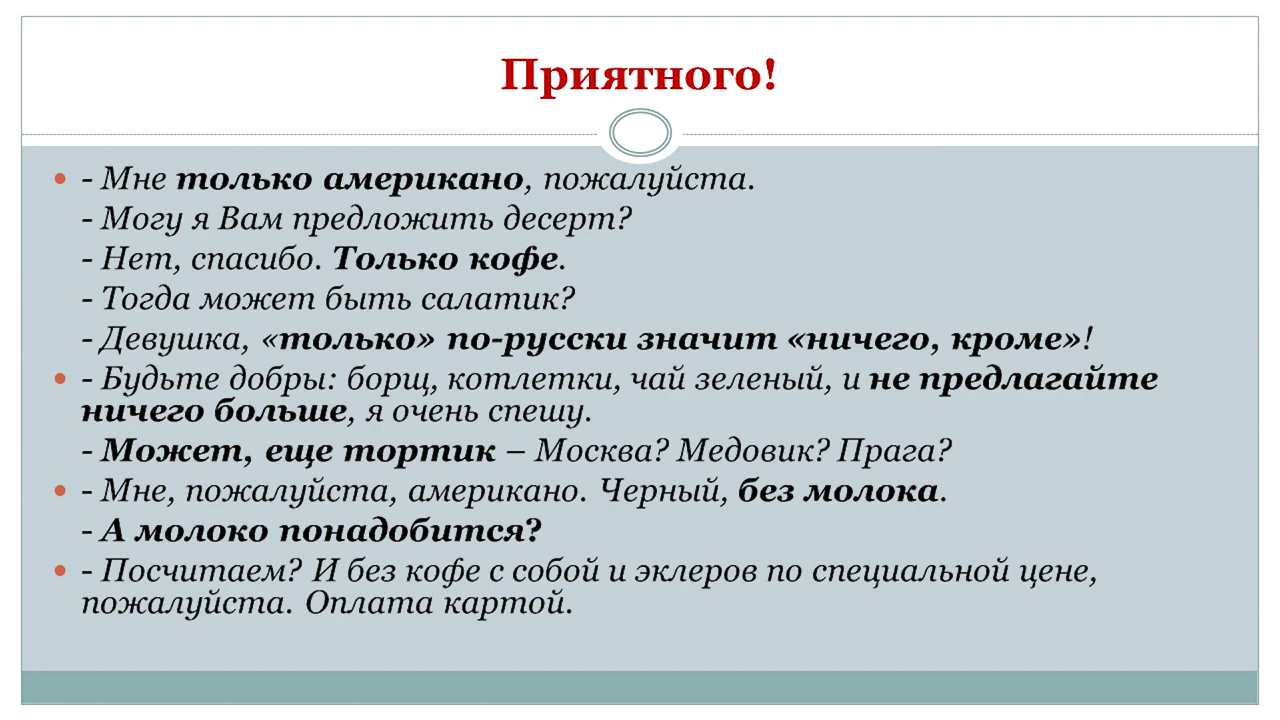 Приятного!
- Мне только американо, пожалуйста.
- Могу я Вам предложить десерт?
- Нет, спасибо. Только кофе.
- Тогда может быть салатик?
- Девушка, «только» по-русски значит «ничего, кроме»!
- Будьте добры: борщ, котлетки, чай зеленый, и не предлагайте
ничего больше, я очень спешу.
- Может, еще тортик – Москва? Медовик? Прага?
- Мне, пожалуйста, американо. Черный, без молока.
- А молоко понадобится?
- Посчитаем? И без кофе с собой и эклеров по специальной цене,
пожалуйста. Оплата картой.